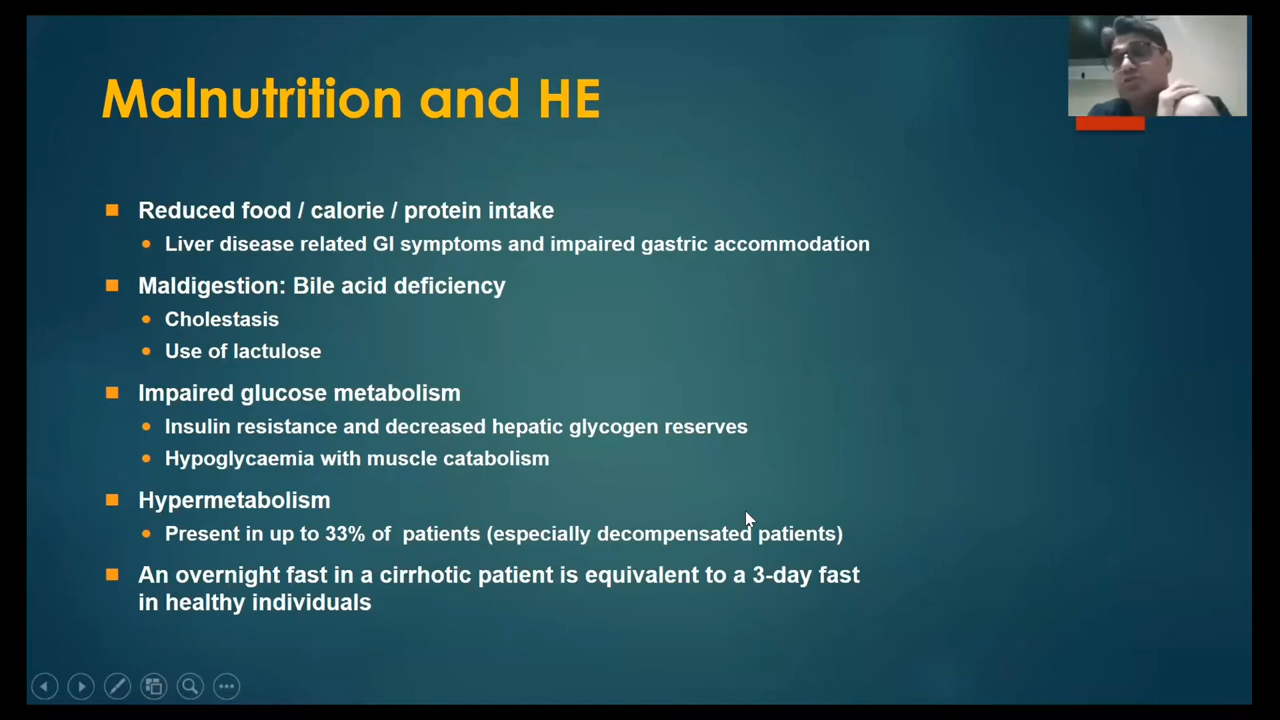 Malnutrition and HE
Reduced food / calorie / protein intake
Liver disease related GI symptoms and impaired gastric accommodation
Maldigestion: Bile acid deficiency
Cholestasis
Use of lactulose
Impaired glucose metabolism
Insulin resistance and decreased hepatic glycogen reserves
Hypoglycaemia with muscle catabolism
Hypermetabolism
Present in up to 33% of patients (especially decompensated patients)
An overnight fast in a cirrhotic patient is equivalent to a 3-day fast
in healthy individuals